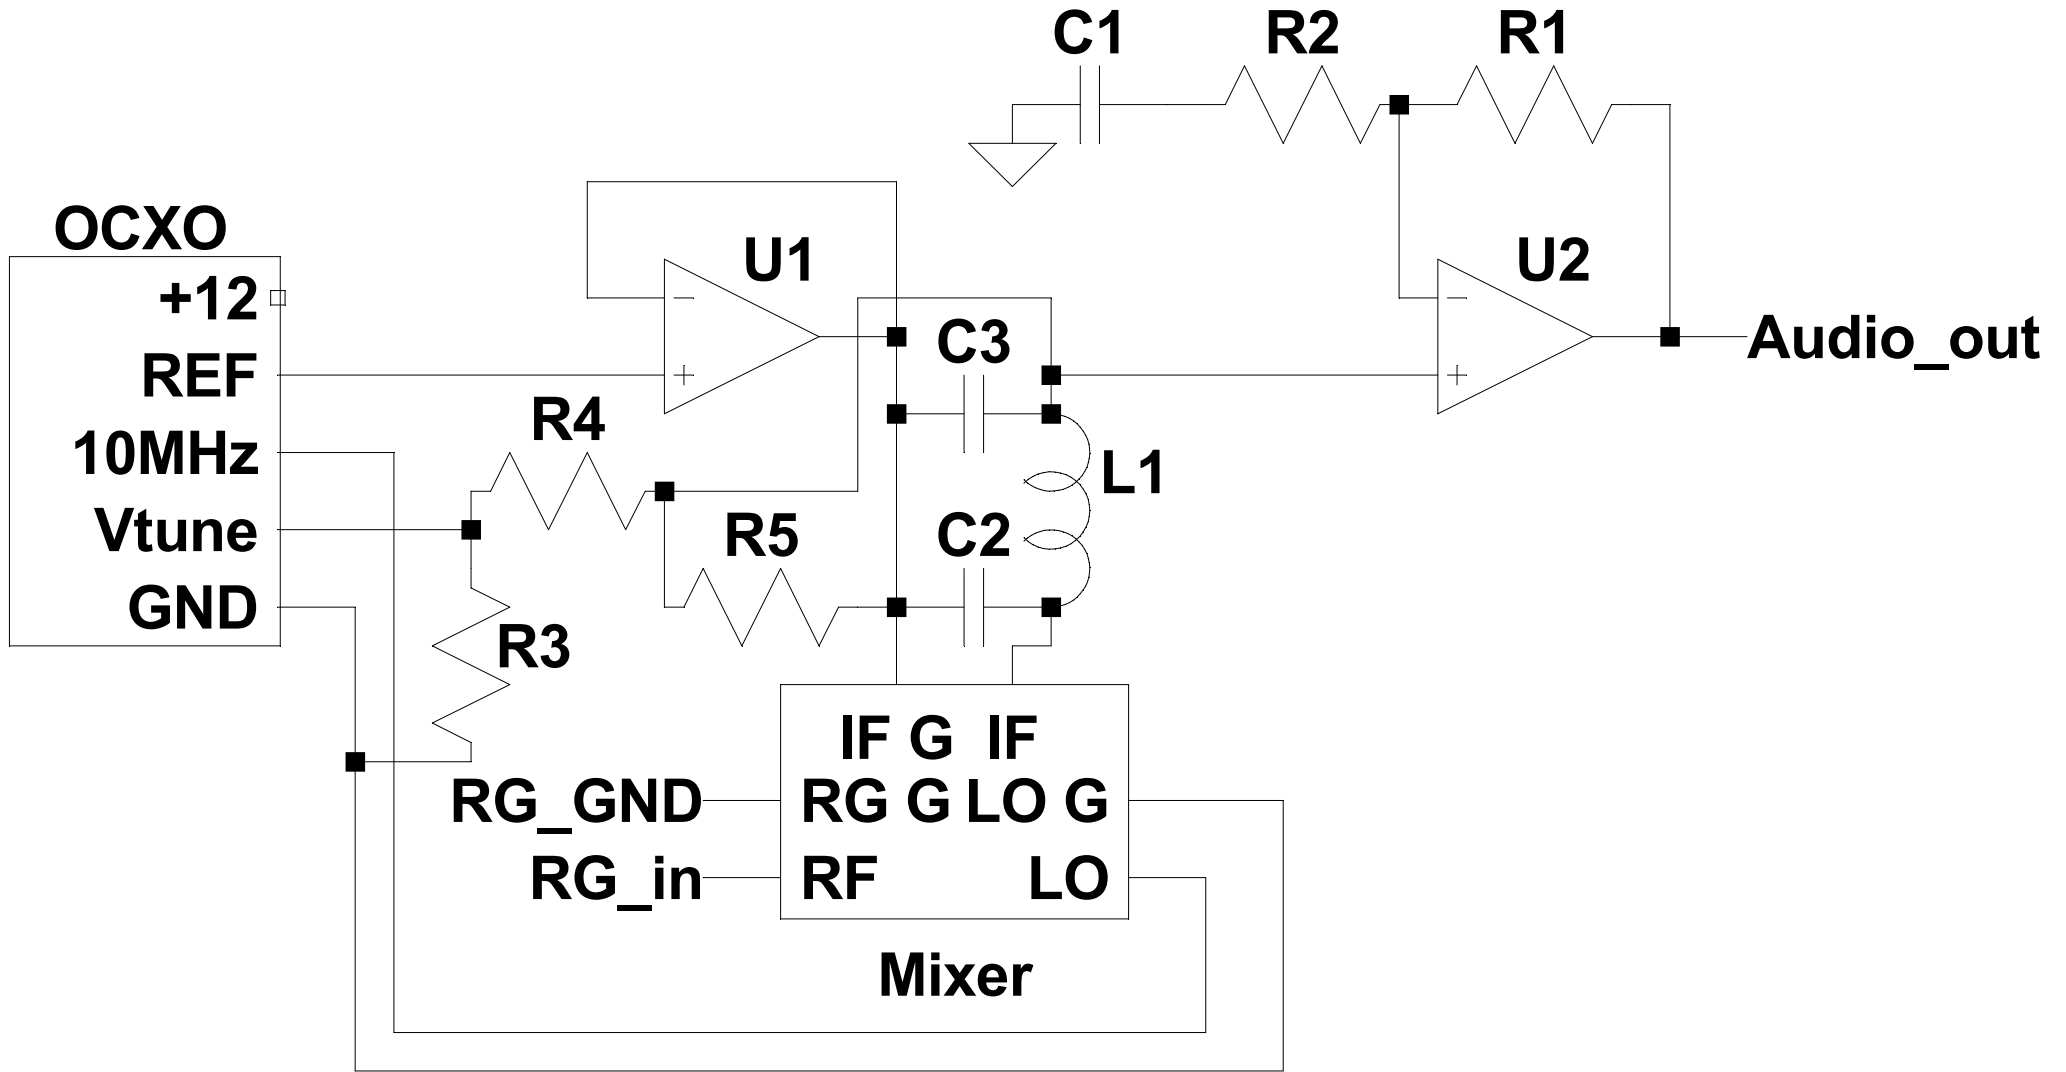 C1 R2 R1
OCXO
U1 U2
+12
C3 Audio_out
REF
R4
10MHz
L1
Vtune R5 C2
GND
R3
IF G IF
RG_GND RG G LO G
RG_in RF LO
Mixer